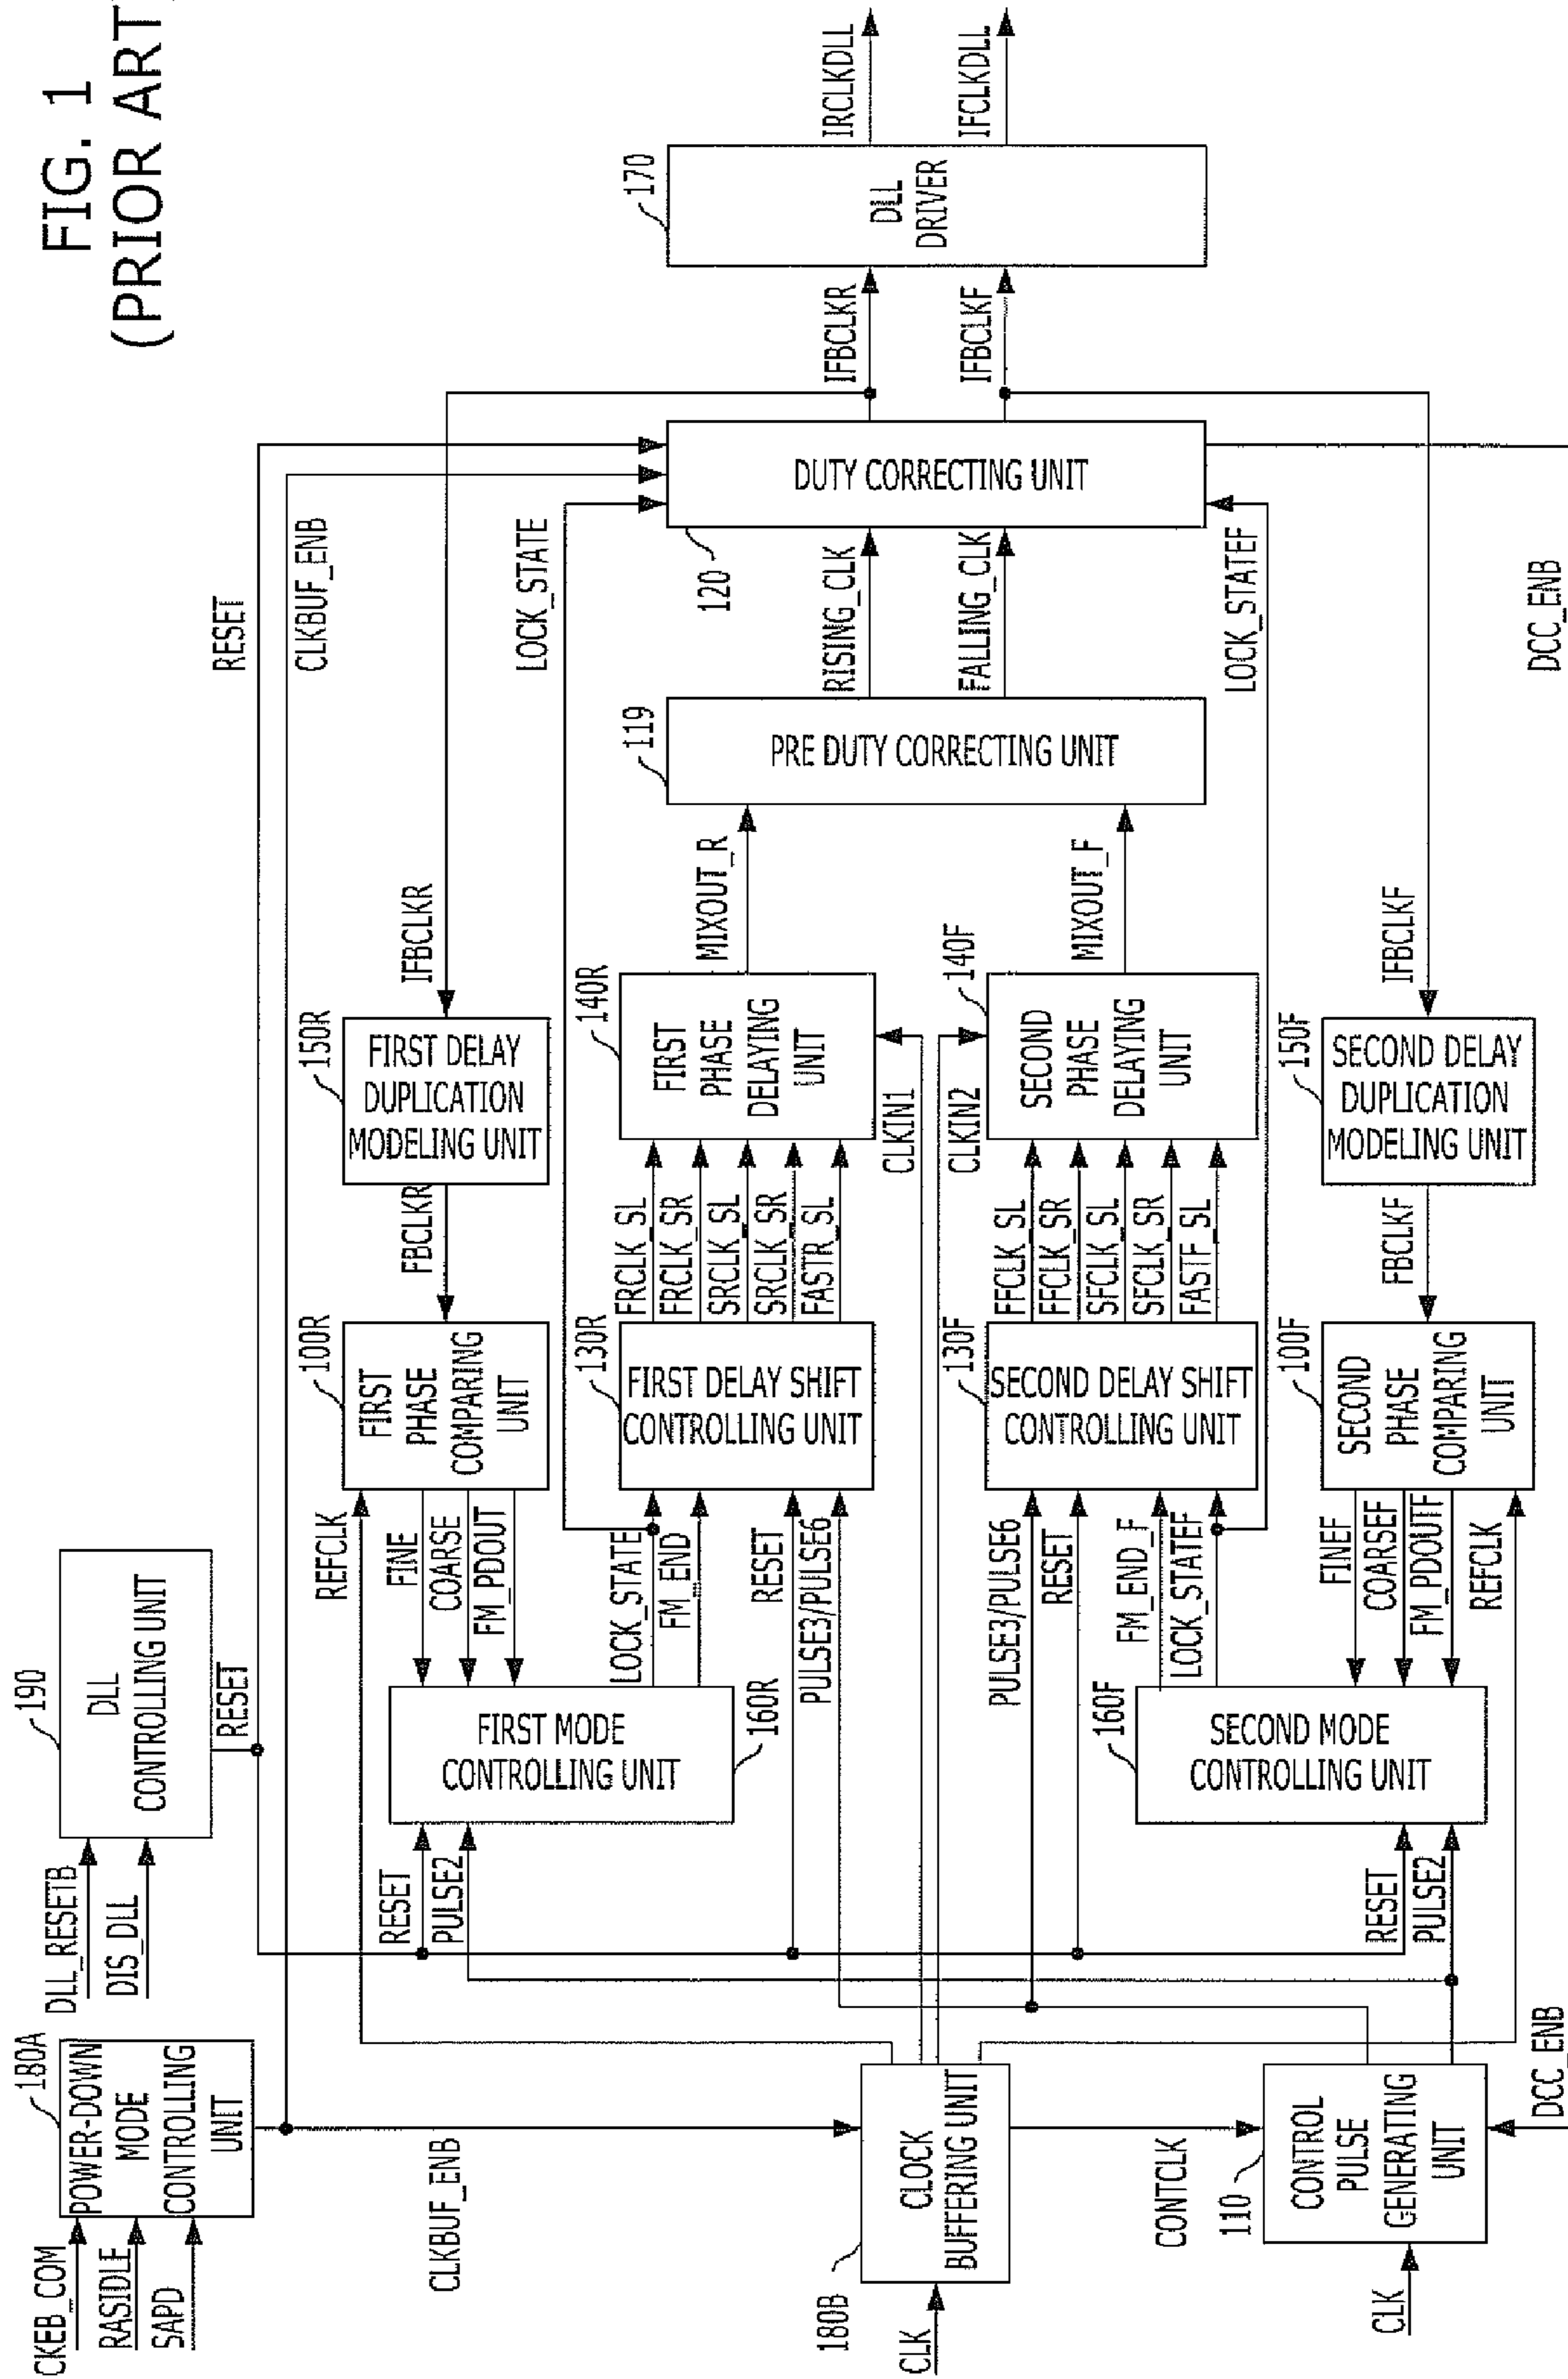 FIG. 1
(PRIOR ART)
CKEB_COM
RASIDLE
SAPD
180A
POWER-DOWN
MODE
CONTROLLING
UNIT
DLL_RESETB
DIS_DLL
190
DLL
CONTROLLING UNIT
RESET
RESET
CLKBUF_ENB
CLKBUF_ENB
REFCLK
FINE
COARSE
FM_PDOUT
100R
FIRST
PHASE
COMPARING
UNIT
FBCLKR
150R
FIRST DELAY
DUPLICATION
MODELING UNIT
IFBCLKR
RESET
PULSE2
FIRST MODE
CONTROLLING UNIT
160R
LOCK_STATE
FM_END
RESET
PULSE3/PULSE6
130R
FIRST DELAY SHIFT
CONTROLLING UNIT
FRCLK_SL
FRCLK_SR
SRCLK_SL
SRCLK_SR
FASTR_SL
140R
FIRST
PHASE
DELAYING
UNIT
CLKIN1
MIXOUT_R
LOCK_STATE
119
PRE DUTY CORRECTING UNIT
RISING_CLK
FALLING_CLK
120
DUTY CORRECTING UNIT
IFBCLKR
IFBCLKF
170
DLL
DRIVER
IRCLKDLL
IFCLKDLL
CLK
180B
CLOCK
BUFFERING UNIT
CONTCLK
CLK
110
CONTROL
PULSE
GENERATING
UNIT
DCC_ENB
PULSE3/PULSE6
RESET
FM_END_F
LOCK_STATEF
130F
SECOND DELAY SHIFT
CONTROLLING UNIT
FFCLK_SL
FFCLK_SR
SFCLK_SL
SFCLK_SR
FASTF_SL
CLKIN2
140F
SECOND
PHASE
DELAYING
UNIT
MIXOUT_F
LOCK_STATEF
RESET
PULSE2
160F
SECOND MODE
CONTROLLING UNIT
FINEF
COARSEF
FM_PDOUTF
REFCLK
100F
SECOND
PHASE
COMPARING
UNIT
FBCLKF
150F
SECOND DELAY
DUPLICATION
MODELING UNIT
IFBCLKF
DCC_ENB